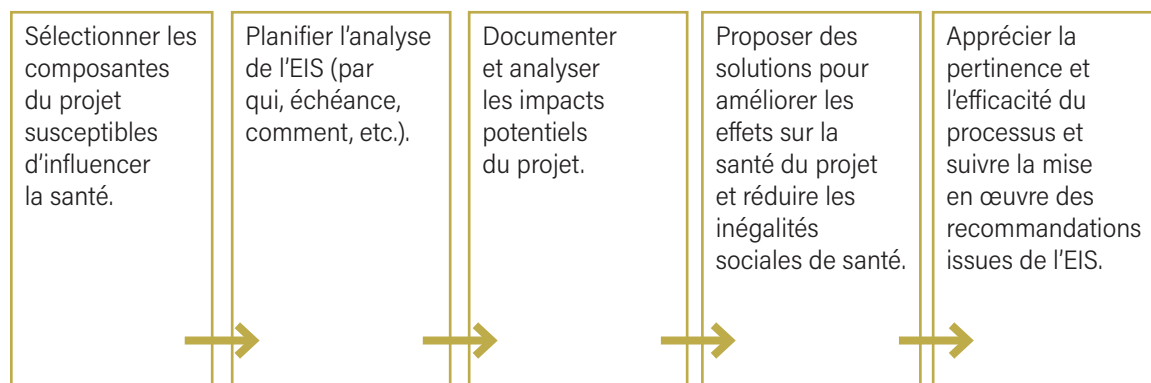 Sélectionner les
composantes
du projet
susceptibles
d’influencer
la santé.
Planifier l’analyse
de l’EIS (par
qui, échéance,
comment, etc.).
Documenter
et analyser
les impacts
potentiels
du projet.
Proposer des
solutions pour
améliorer les
effets sur la
santé du projet
et réduire les
inégalités
sociales de santé.
Apprécier la
pertinence et
l’efficacité du
processus et
suivre la mise
en œuvre des
recommandations
issues de l’EIS.